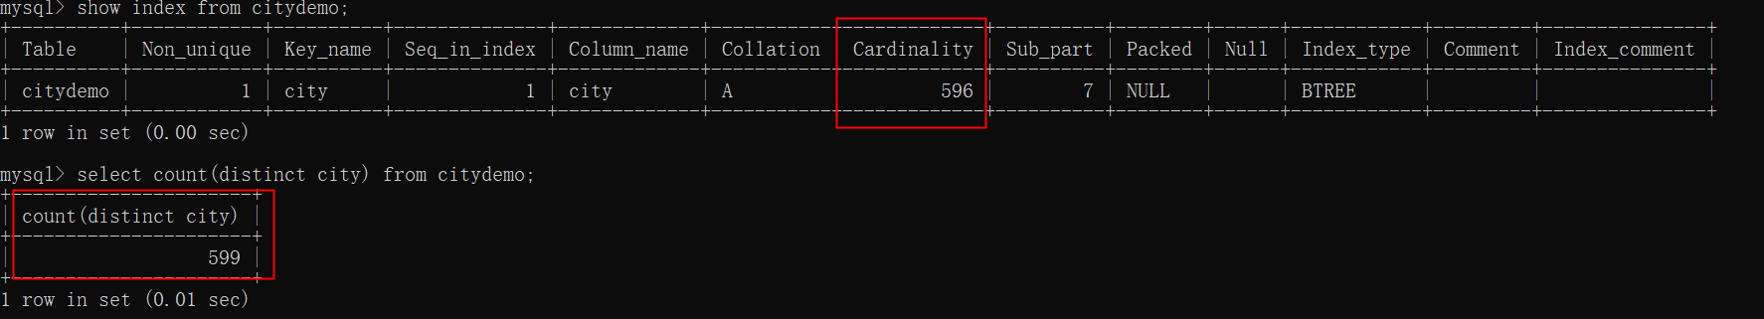 mysql> show index from citydemo;
+----------+------------+----------+--------------+-------------+-----------+-------------+----------+--------+------+------------+---------+---------------+
| Table    | Non_unique | Key_name | Seq_in_index | Column_name | Collation | Cardinality | Sub_part | Packed | Null | Index_type | Comment | Index_comment |
+----------+------------+----------+--------------+-------------+-----------+-------------+----------+--------+------+------------+---------+---------------+
| citydemo |          1 | city     |            1 | city        | A         |         596 |        7 | NULL   |      | BTREE      |         |               |
+----------+------------+----------+--------------+-------------+-----------+-------------+----------+--------+------+------------+---------+---------------+
1 row in set (0.00 sec)
mysql> select count(distinct city) from citydemo;
+----------------------+
| count(distinct city) |
+----------------------+
|                  599 |
+----------------------+
1 row in set (0.01 sec)